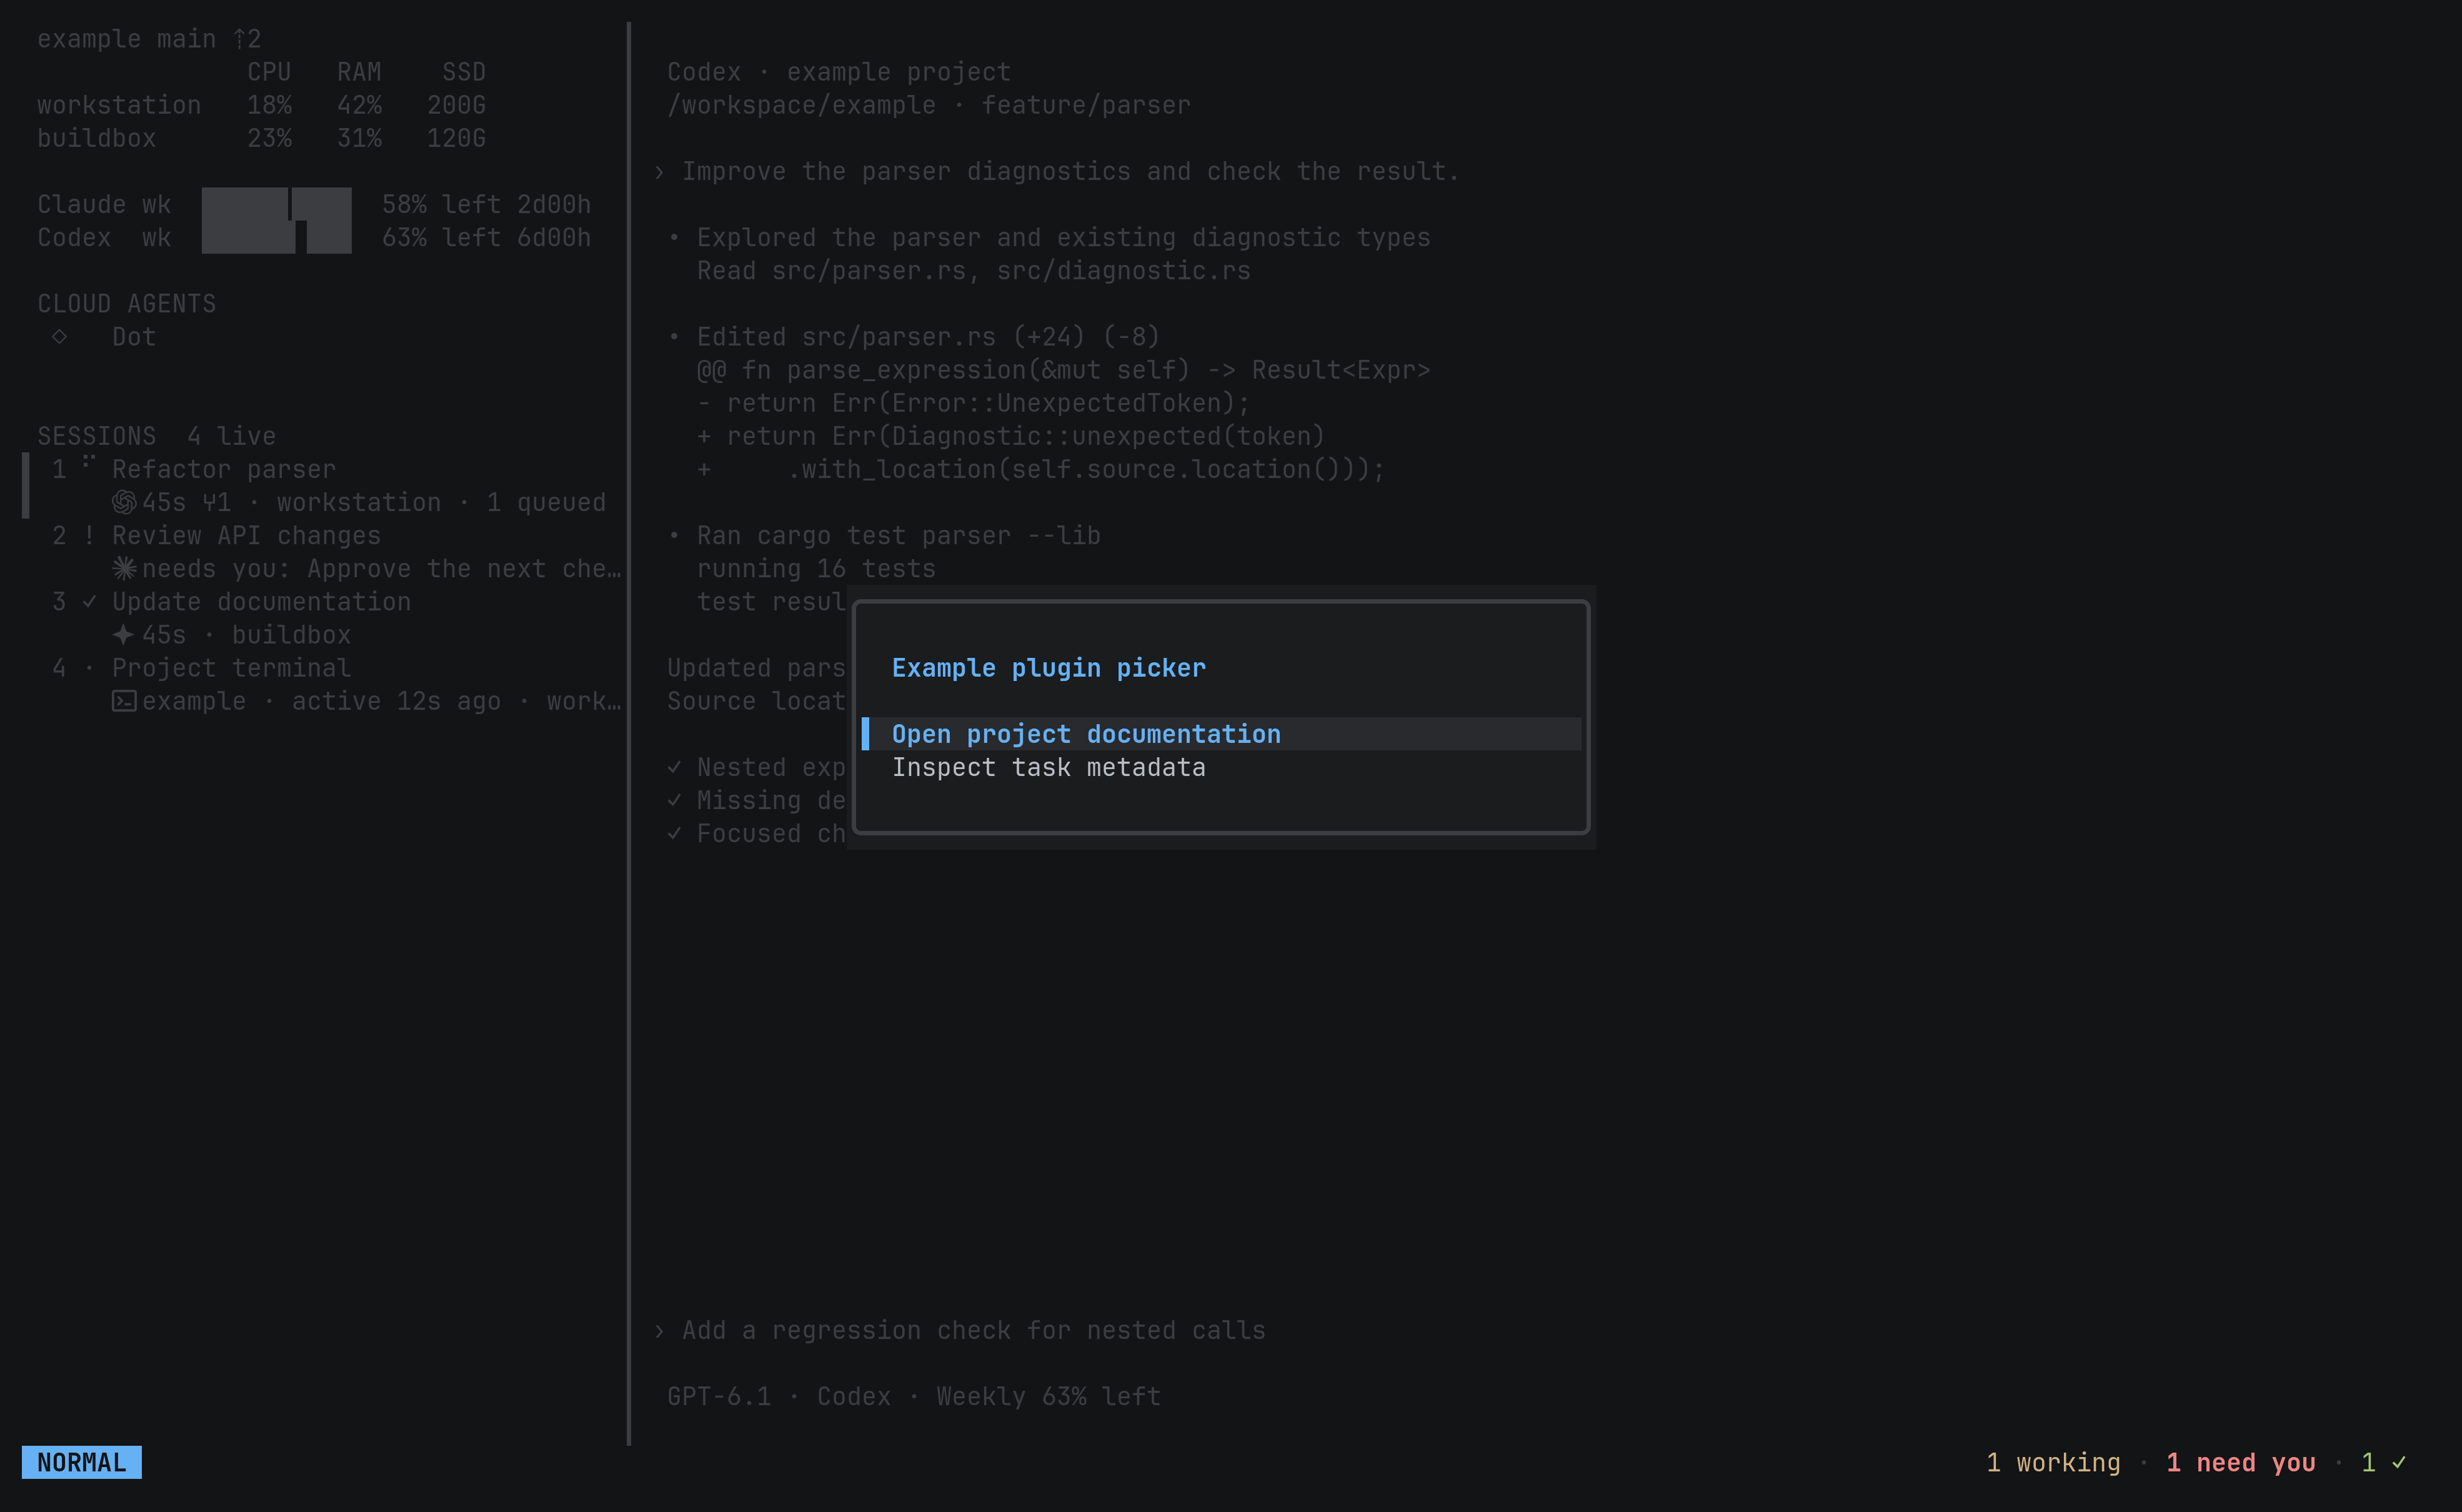 example main ⇡2
CPU RAM SSD
workstation 18% 42% 200G
buildbox 23% 31% 120G
Claude wk 58% left 2d00h
Codex wk 63% left 6d00h
CLOUD AGENTS
◇ Dot
SESSIONS 4 live
1 ⠋ Refactor parser
45s ⑂1 · workstation · 1 queued
2 ! Review API changes
needs you: Approve the next che…
3 ✓ Update documentation
45s · buildbox
4 · Project terminal
example · active 12s ago · work…
Codex · example project
/workspace/example · feature/parser
› Improve the parser diagnostics and check the result.
• Explored the parser and existing diagnostic types
Read src/parser.rs, src/diagnostic.rs
• Edited src/parser.rs (+24) (-8)
@@ fn parse_expression(&mut self) -> Result<Expr>
- return Err(Error::UnexpectedToken);
+ return Err(Diagnostic::unexpected(token)
+ .with_location(self.source.location()));
• Ran cargo test parser --lib
running 16 tests
test resul
Updated pars
Source locat
✓ Nested exp
✓ Missing de
✓ Focused ch
Example plugin picker
Open project documentation
Inspect task metadata
› Add a regression check for nested calls
GPT-6.1 · Codex · Weekly 63% left
NORMAL
1 working · 1 need you · 1 ✓